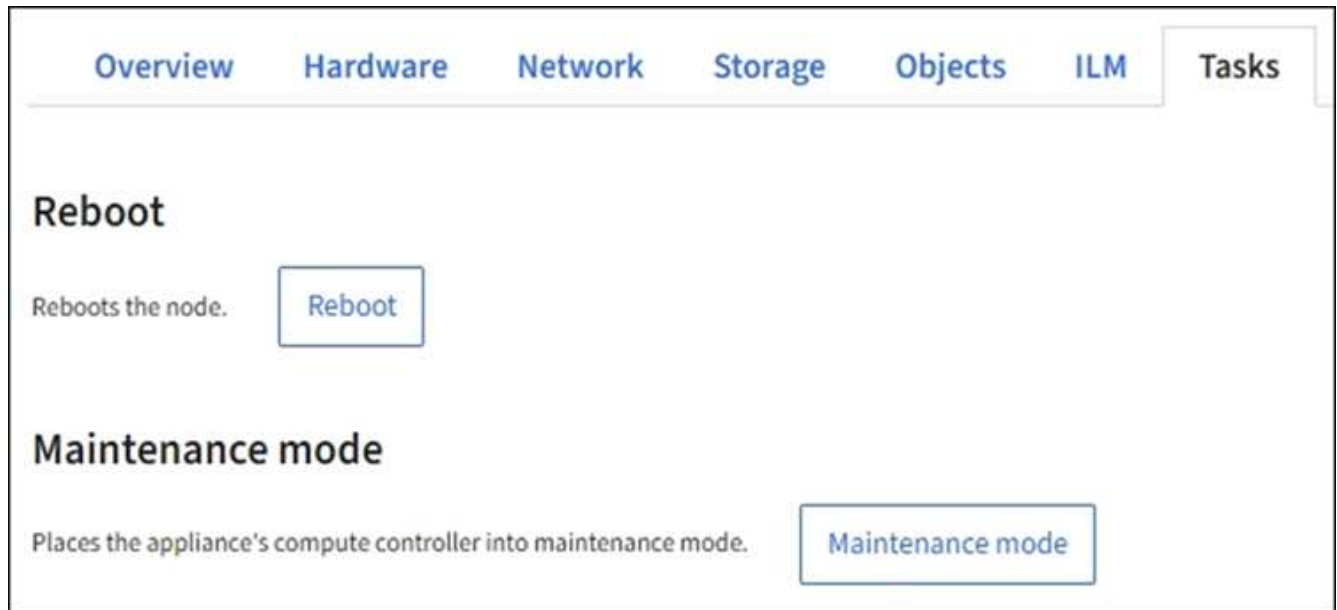 Overview Hardware Network Storage Objects ILM Tasks
Reboot
Reboots the node. Reboot
Maintenance mode
Places the appliance's compute controller into maintenance mode. Maintenance mode